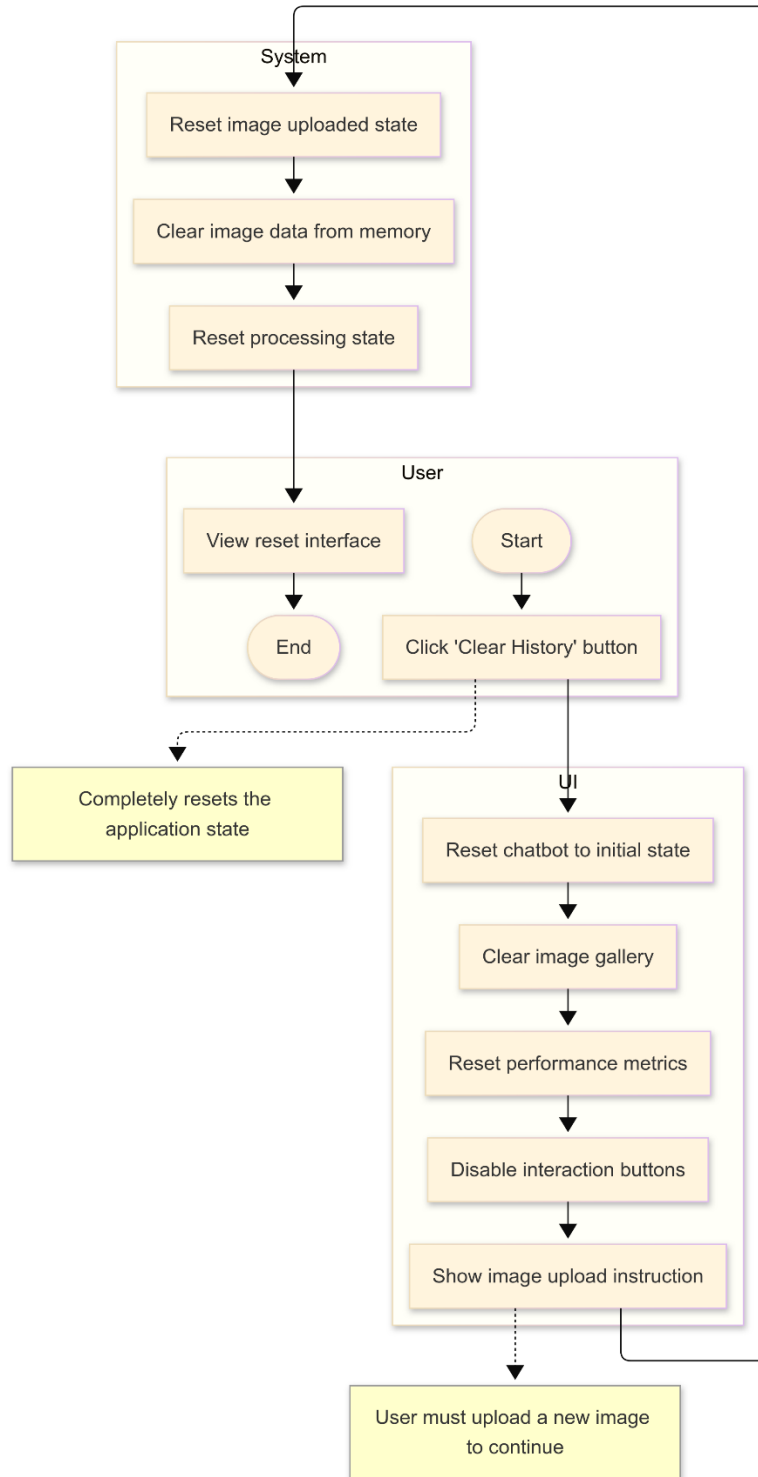 System
Reset image uploaded state
Clear image data from memory
Reset processing state
User
View reset interface
Start
End
Click 'Clear History' button
Completely resets the
application state
UI
Reset chatbot to initial state
Clear image gallery
Reset performance metrics
Disable interaction buttons
Show image upload instruction
User must upload a new image
to continue